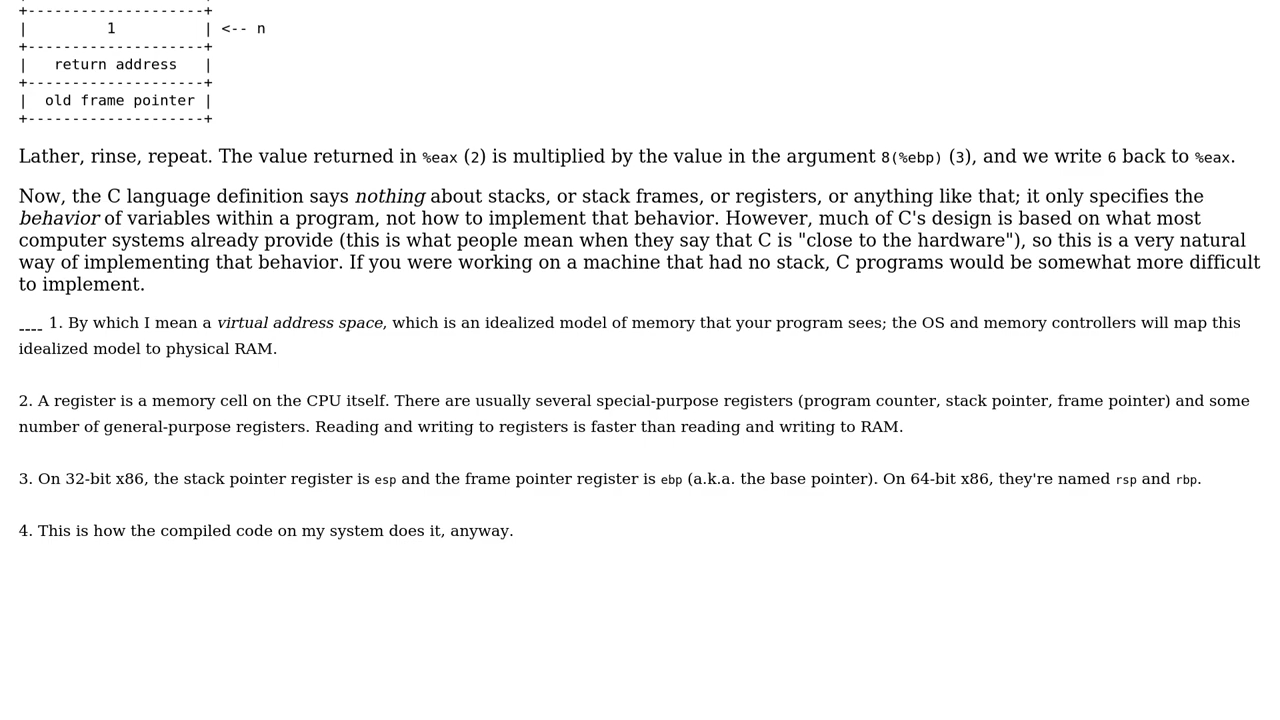 +--------------------+
|         1          | <-- n
+--------------------+
|   return address   |
+--------------------+
|  old frame pointer |
+--------------------+
Lather, rinse, repeat. The value returned in %eax (2) is multiplied by the value in the argument 8(%ebp) (3), and we write 6 back to %eax.
Now, the C language definition says nothing about stacks, or stack frames, or registers, or anything like that; it only specifies the
behavior of variables within a program, not how to implement that behavior. However, much of C's design is based on what most
computer systems already provide (this is what people mean when they say that C is "close to the hardware"), so this is a very natural
way of implementing that behavior. If you were working on a machine that had no stack, C programs would be somewhat more difficult
to implement.
---- 1. By which I mean a virtual address space, which is an idealized model of memory that your program sees; the OS and memory controllers will map this
idealized model to physical RAM.
2. A register is a memory cell on the CPU itself. There are usually several special-purpose registers (program counter, stack pointer, frame pointer) and some
number of general-purpose registers. Reading and writing to registers is faster than reading and writing to RAM.
3. On 32-bit x86, the stack pointer register is esp and the frame pointer register is ebp (a.k.a. the base pointer). On 64-bit x86, they're named rsp and rbp.
4. This is how the compiled code on my system does it, anyway.